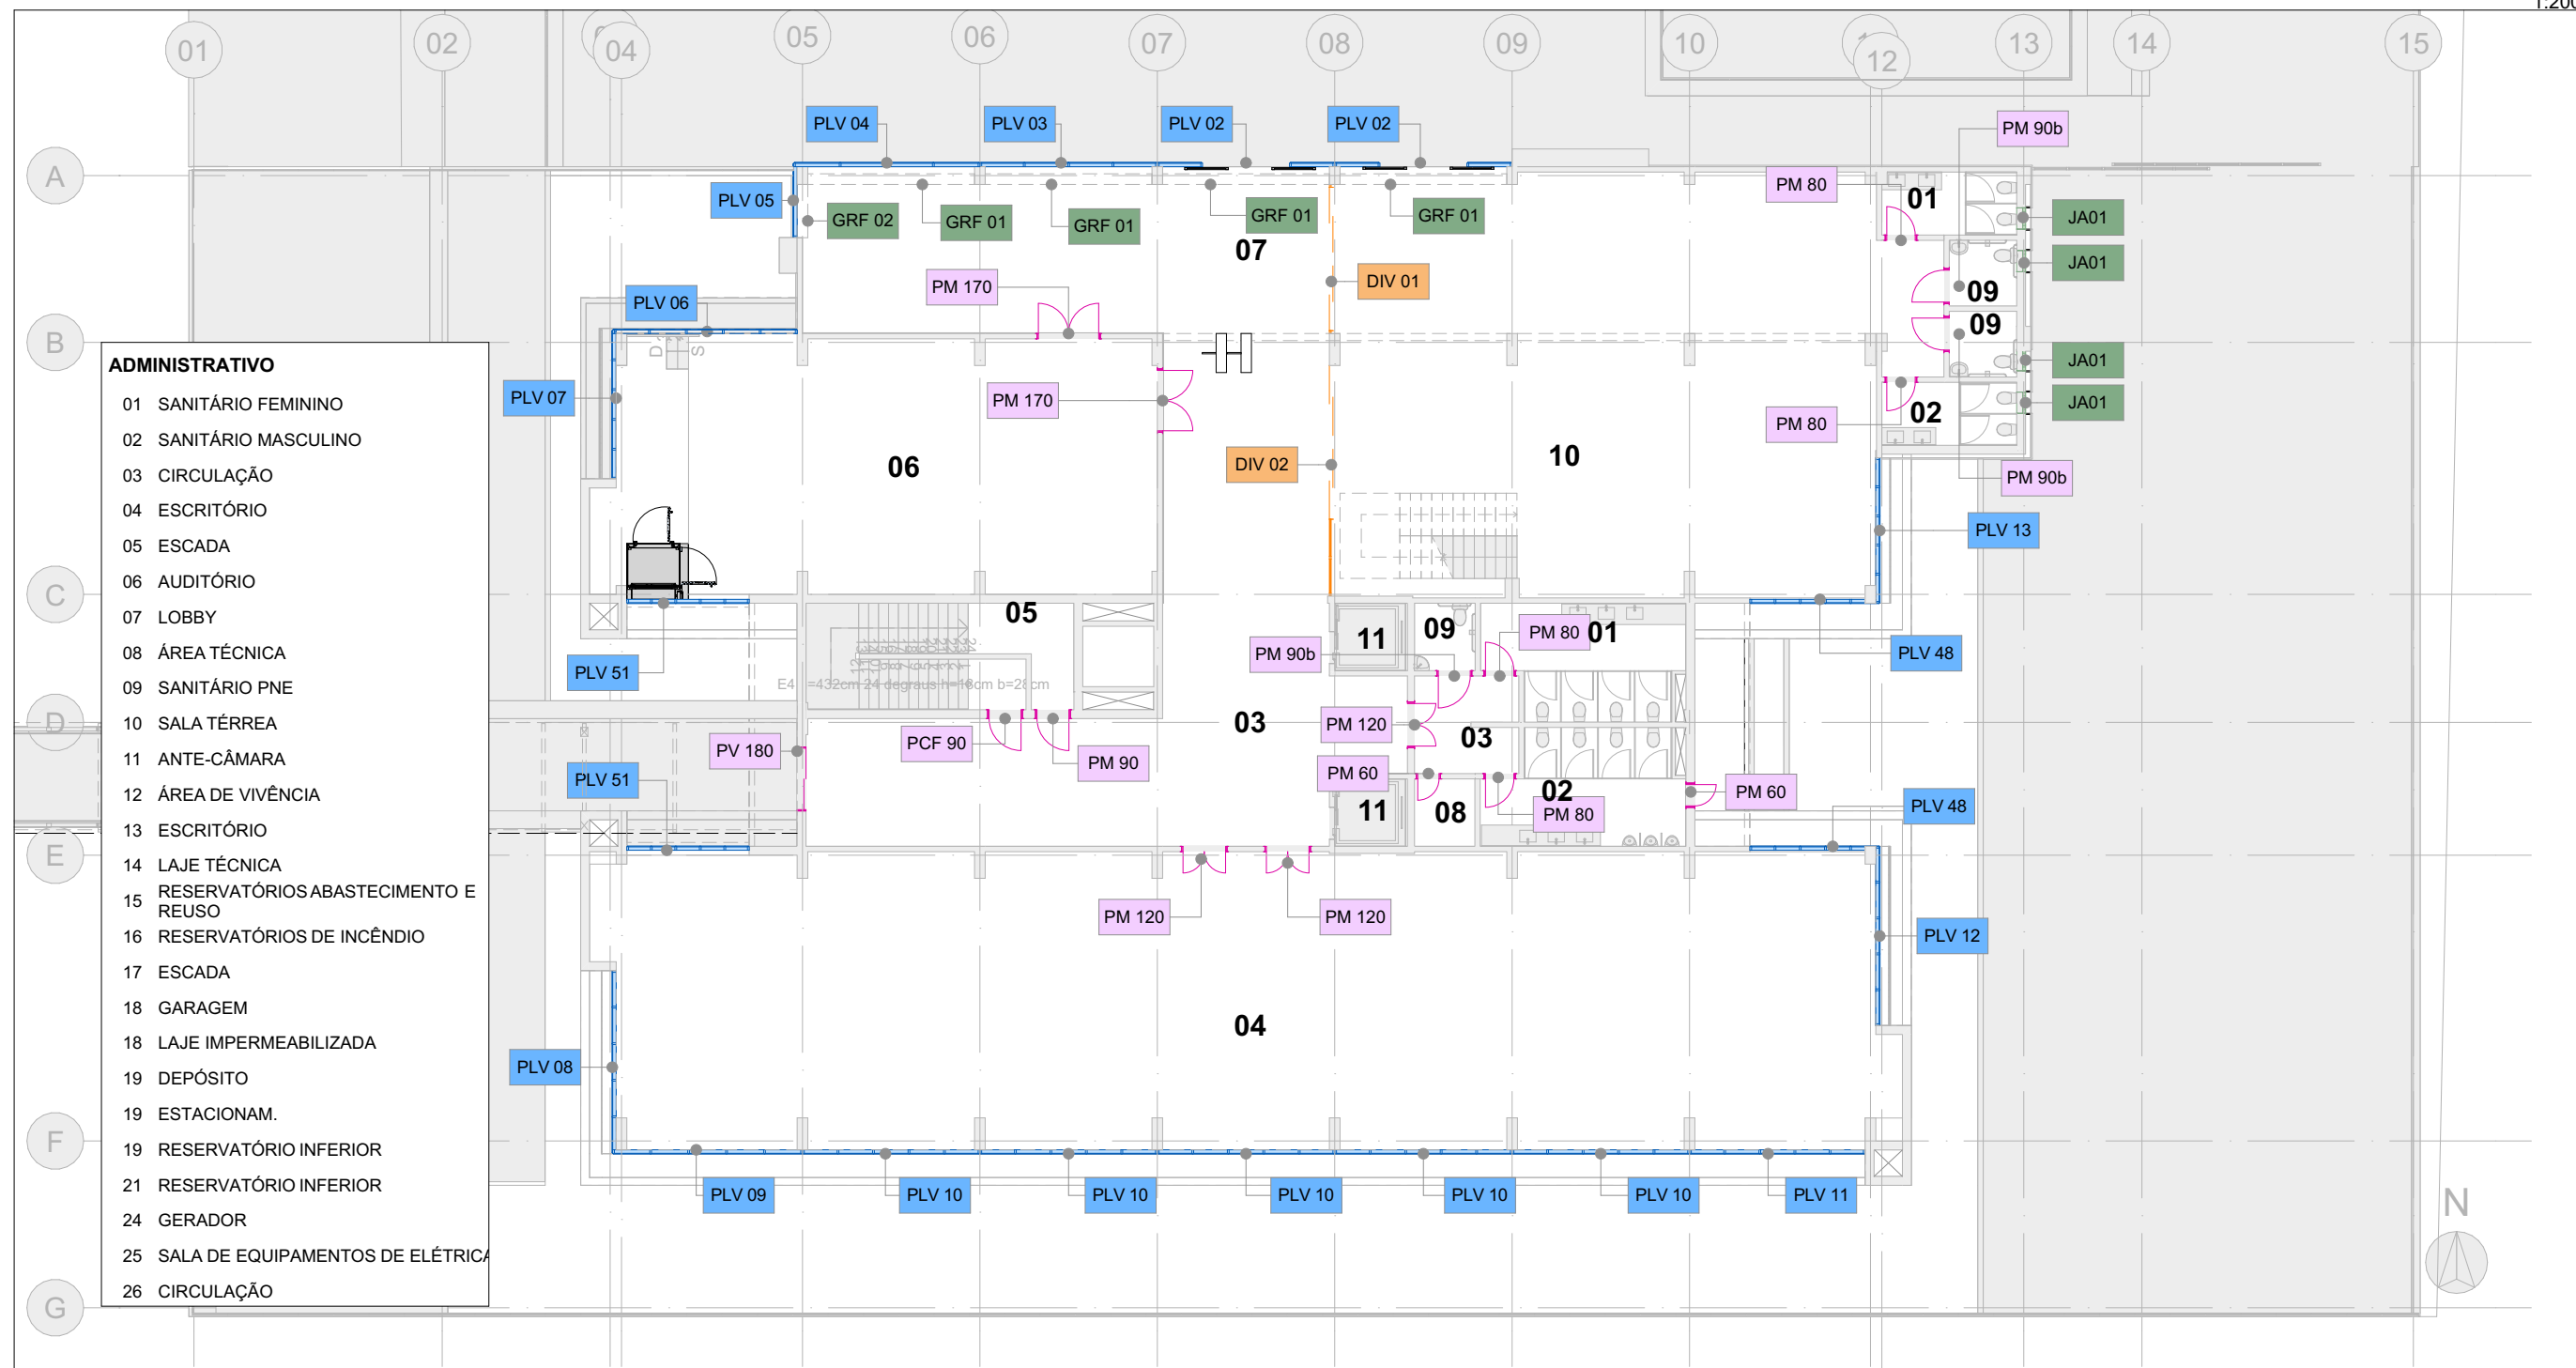 1:200
01
02
04
05
06
07
08
09
10
12
13
14
15
PLV 04
PLV 03
PLV 02
PLV 02
PM 90b
A
PM 80
01
PLV 05
GRF 02
GRF 01
GRF 01
GRF 01
GRF 01
JA01
07
JA01
PM 170
DIV 01
09
PLV 06
09
B
D
S
JA01
ADMINISTRATIVO
01 SANITÁRIO FEMININO
02 SANITÁRIO MASCULINO
03 CIRCULAÇÃO
04 ESCRITÓRIO
05 ESCADA
06 AUDITÓRIO
07 LOBBY
08 ÁREA TÉCNICA
09 SANITÁRIO PNE
10 SALA TÉRREA
11 ANTE-CÂMARA
12 ÁREA DE VIVÊNCIA
13 ESCRITÓRIO
14 LAJE TÉCNICA
15 RESERVATÓRIOS ABASTECIMENTO E
REUSO
16 RESERVATÓRIOS DE INCÊNDIO
17 ESCADA
18 GARAGEM
18 LAJE IMPERMEABILIZADA
19 DEPÓSITO
19 ESTACIONAM.
19 RESERVATÓRIO INFERIOR
21 RESERVATÓRIO INFERIOR
24 GERADOR
25 SALA DE EQUIPAMENTOS DE ELÉTRICA
26 CIRCULAÇÃO
PLV 07
PM 170
JA01
02
PM 80
06
10
DIV 02
PM 90b
PLV 13
C
05
11
09
PM 80
01
PM 90b
PLV 48
PLV 51
E4 =432cm 24 degraus h=18cm b=28cm
D
03
PM 120
03
PV 180
PCF 90
PM 90
PM 60
PLV 51
02
PM 60
11
08
PM 80
PLV 48
E
PM 120
PM 120
PLV 12
04
PLV 08
F
PLV 09
PLV 10
PLV 10
PLV 10
PLV 10
PLV 10
PLV 11
N
G